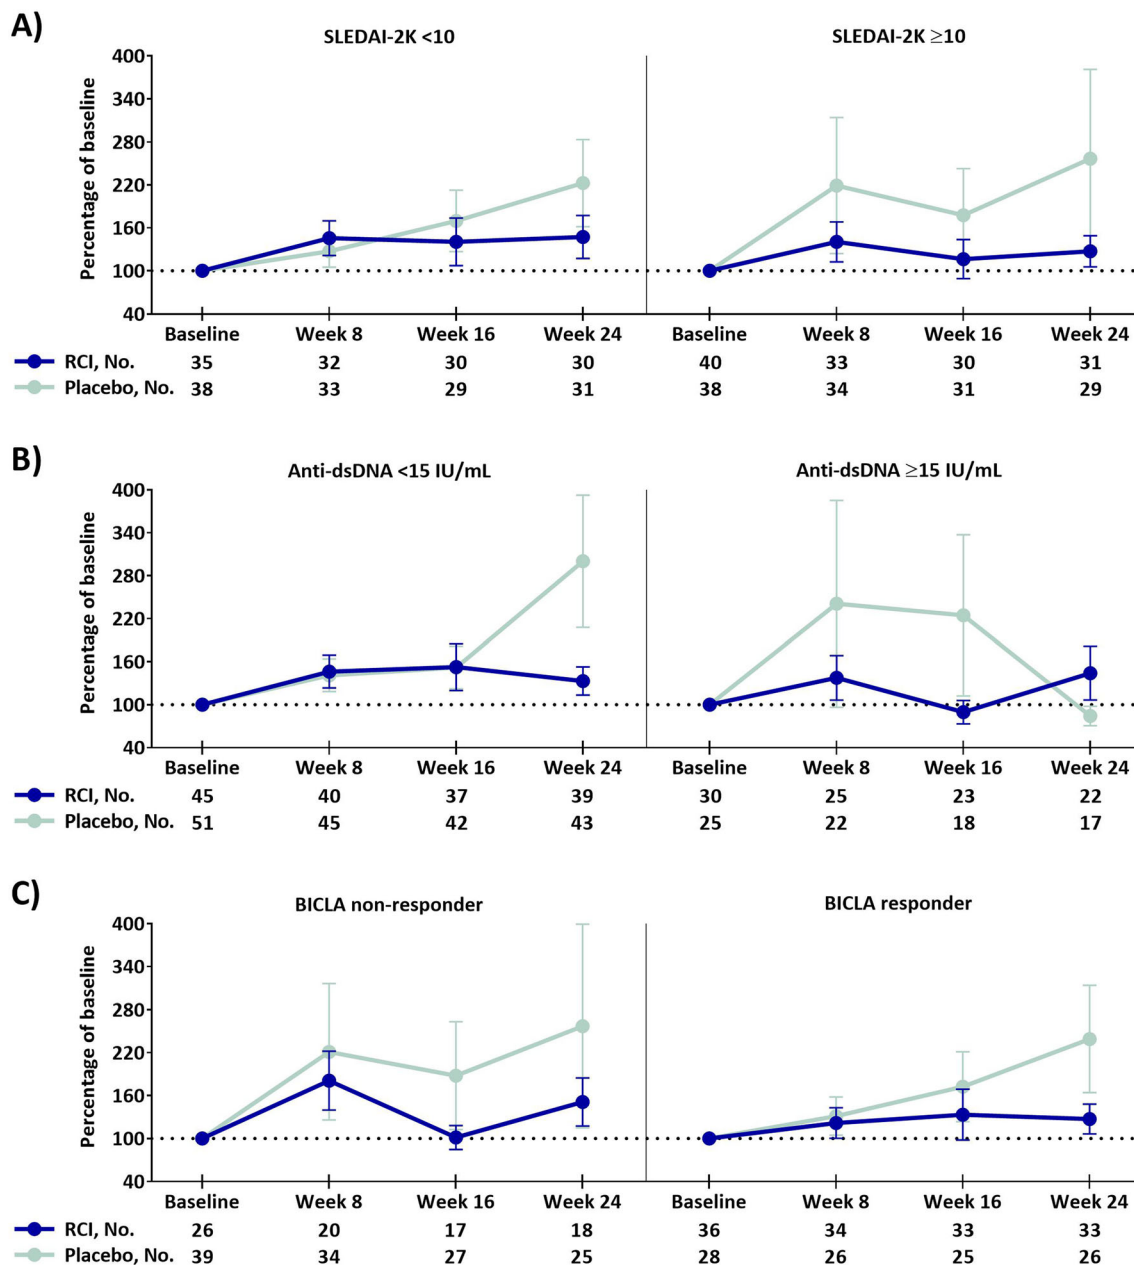 A)
SLEDAI-2K <10
SLEDAI-2K ≥10
Percentage of baseline
400
340
280
220
160
100
40
Baseline Week 8 Week 16 Week 24 Baseline Week 8 Week 16 Week 24
RCI, No. 35 32 30 30 40 33 30 31
Placebo, No. 38 33 29 31 38 34 31 29
B)
Anti-dsDNA <15 IU/mL
Anti-dsDNA ≥15 IU/mL
Percentage of baseline
400
340
280
220
160
100
40
Baseline Week 8 Week 16 Week 24 Baseline Week 8 Week 16 Week 24
RCI, No. 45 40 37 39 30 25 23 22
Placebo, No. 51 45 42 43 25 22 18 17
C)
BICLA non-responder
BICLA responder
Percentage of baseline
400
340
280
220
160
100
40
Baseline Week 8 Week 16 Week 24 Baseline Week 8 Week 16 Week 24
RCI, No. 26 20 17 18 36 34 33 33
Placebo, No. 39 34 27 25 28 26 25 26